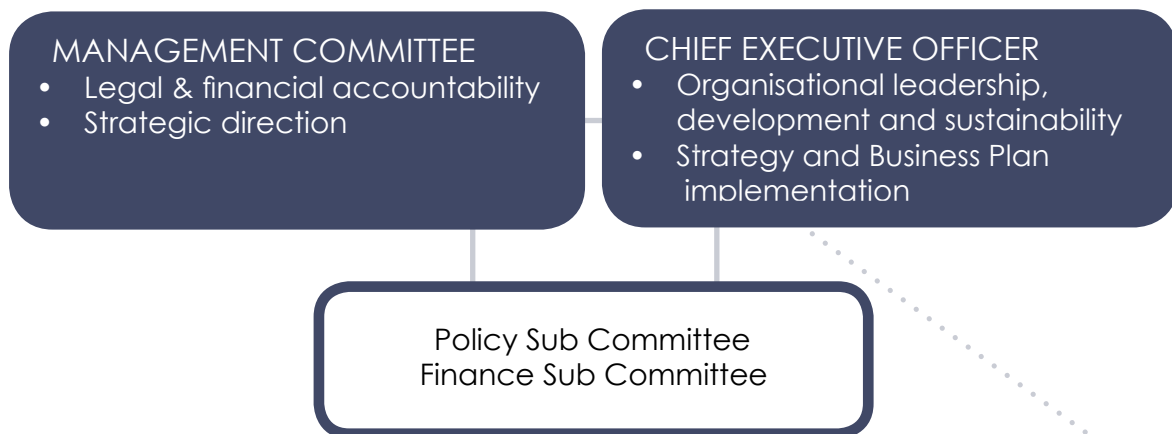 MANAGEMENT COMMITTEE
• Legal & financial accountability
• Strategic direction
CHIEF EXECUTIVE OFFICER
• Organisational leadership,
development and sustainability
• Strategy and Business Plan
implementation
Policy Sub Committee
Finance Sub Committee